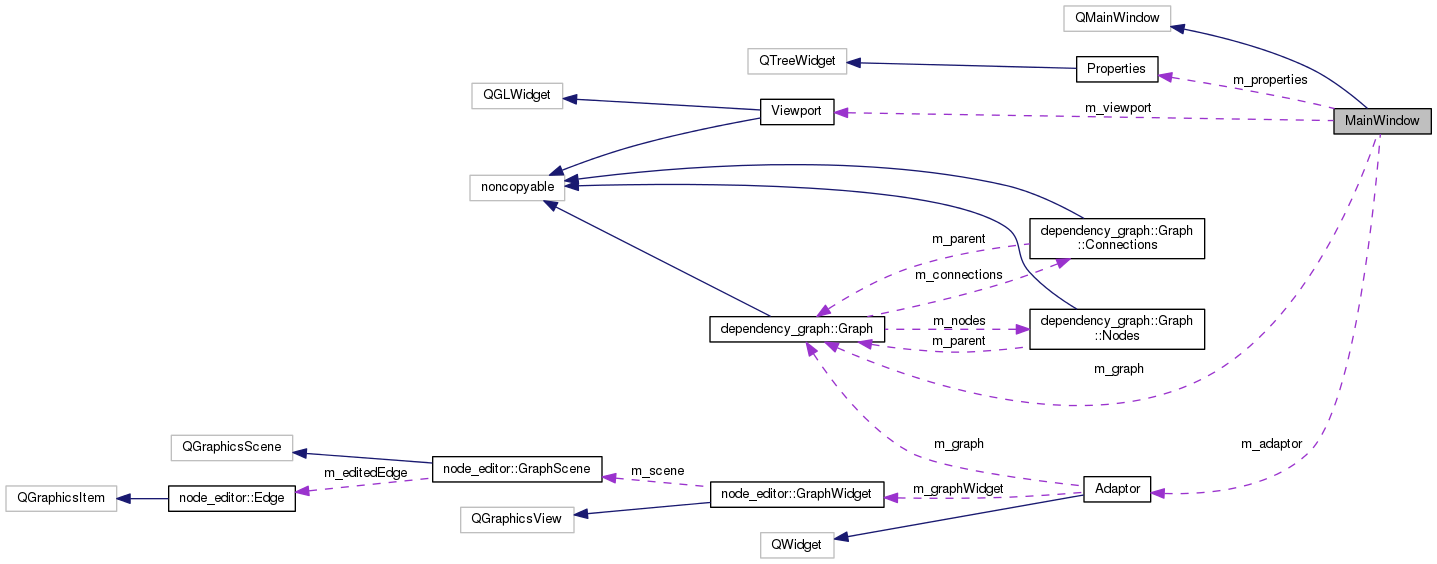 QMainWindow
QTreeWidget
Properties
m_properties
QGLWidget
Viewport
m_viewport
MainWindow
noncopyable
dependency_graph::Graph
::Connections
m_parent
m_connections
dependency_graph::Graph
m_nodes
dependency_graph::Graph
::Nodes
m_parent
m_graph
QGraphicsScene
m_graph
m_adaptor
m_editedEdge
node_editor::GraphScene
m_scene
QGraphicsItem
node_editor::Edge
node_editor::GraphWidget
m_graphWidget
Adaptor
QGraphicsView
QWidget